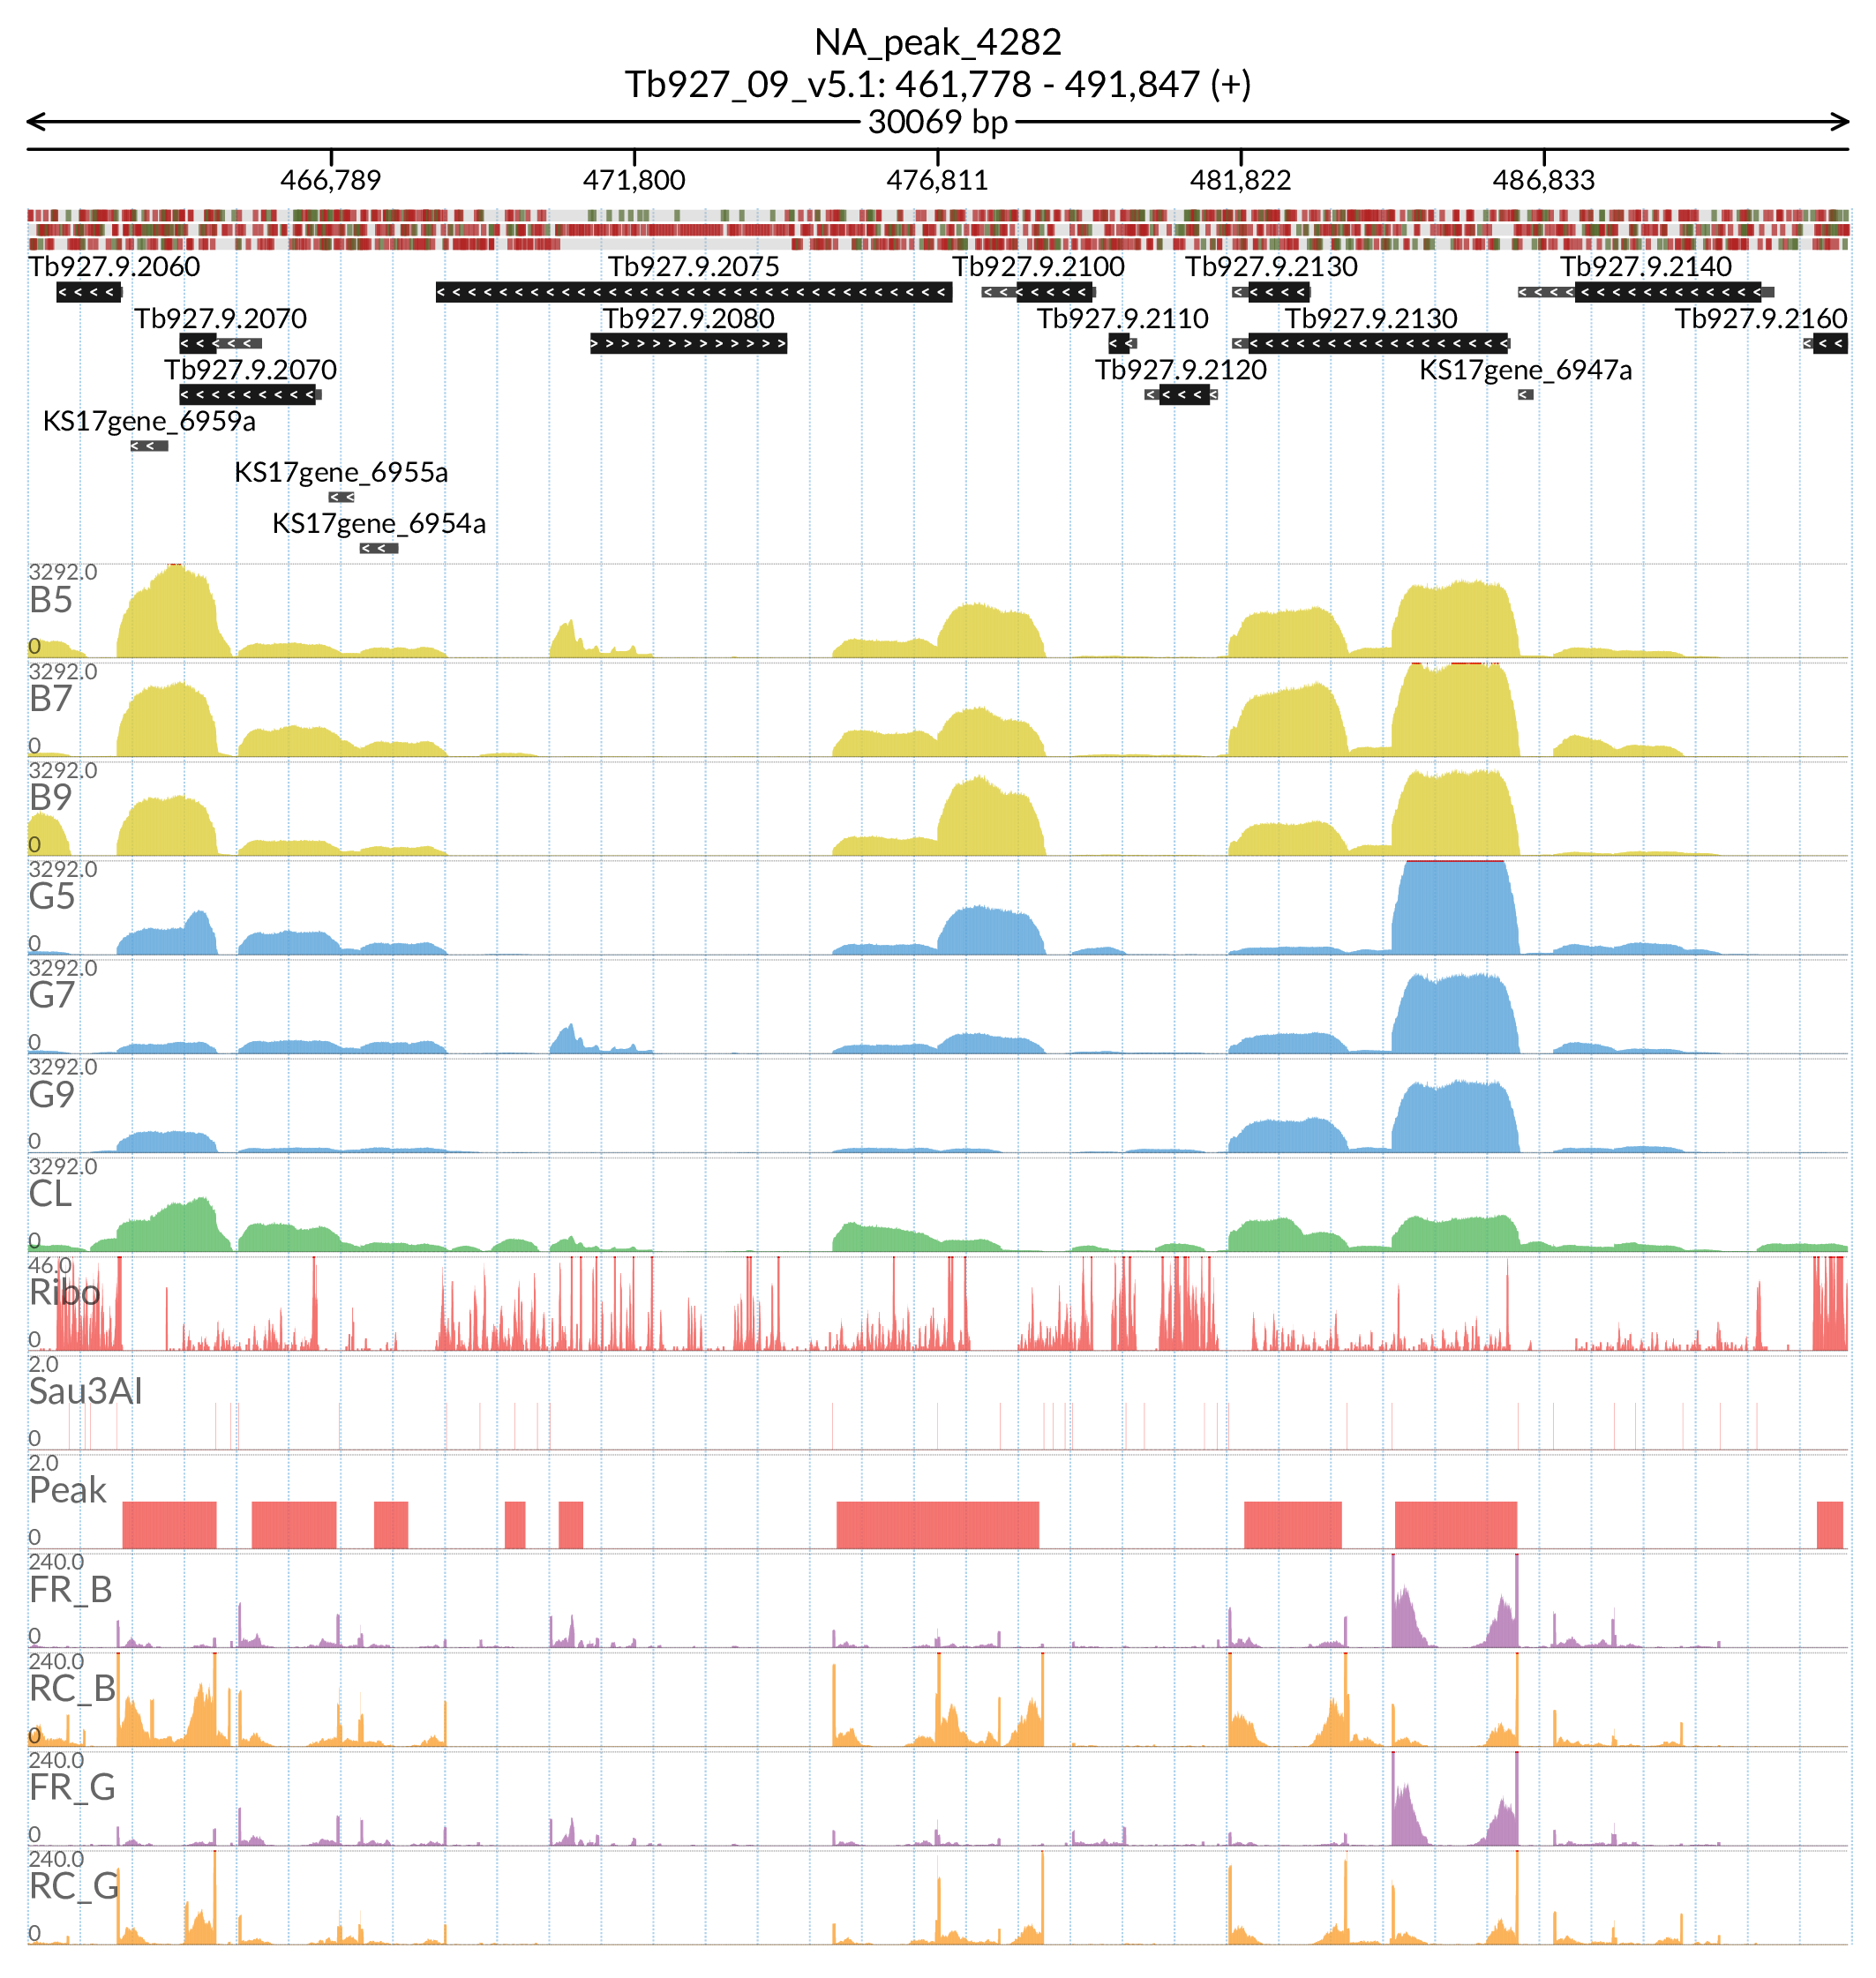 NA_peak_4282
Tb927_09_v5.1: 461,778 - 491,847 (+)
30069 bp
466,789 471,800 476,811 481,822 486,833
Tb927.9.2060 Tb927.9.2075 Tb927.9.2100 Tb927.9.2130 Tb927.9.2140
Tb927.9.2070 Tb927.9.2080 Tb927.9.2110 Tb927.9.2130 Tb927.9.2160
Tb927.9.2070 Tb927.9.2120 KS17gene_6947a
KS17gene_6959a
KS17gene_6955a
KS17gene_6954a
3292.0
B5
0
3292.0
B7
0
3292.0
B9
0
3292.0
G5
0
3292.0
G7
0
3292.0
G9
0
3292.0
CL
0
46.0
Ribo
0
2.0
Sau3AI
0
2.0
Peak
0
240.0
FR_B
0
240.0
RC_B
0
240.0
FR_G
0
240.0
RC_G
0